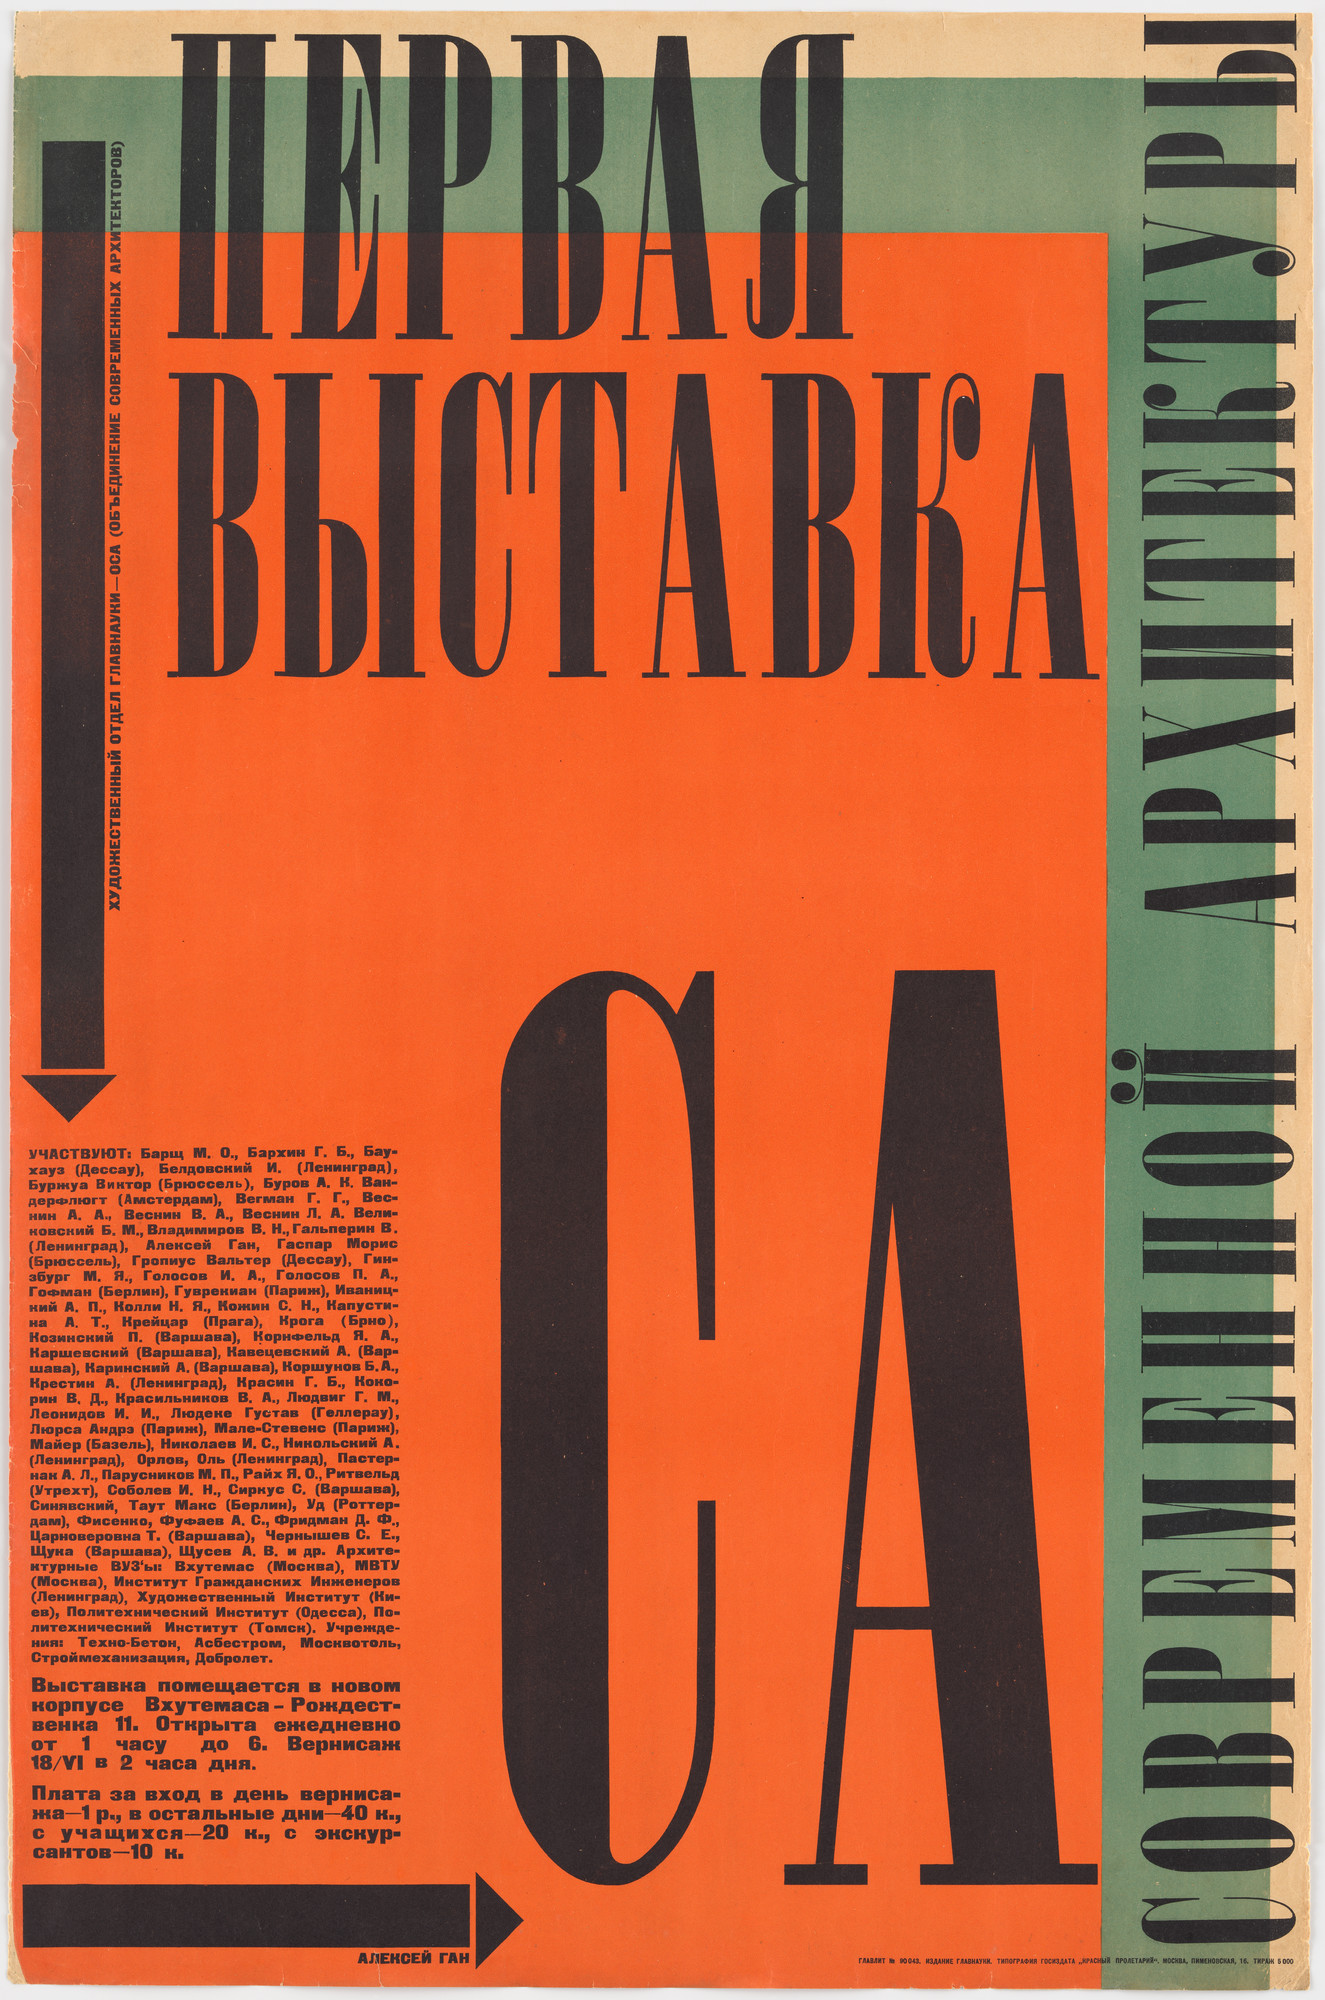 ПЕРВАЯ
ВЫСТАВКА
СОВРЕМЕННОЙ АРХИТЕКТУРЫ
СА
ХУДОЖЕСТВЕННЫЙ ОТДЕЛ ГЛАВНАУКИ—ОСА (ОБЪЕДИНЕНИЕ СОВРЕМЕННЫХ АРХИТЕКТОРОВ)
УЧАСТВУЮТ: Барщ М. О., Бархин Г. Б., Бау-
хауз (Дессау), Белдовский И. (Ленинград),
Буржуа Виктор (Брюссель), Буров А. К. Ван-
дерфлюгт (Амстердам), Вегман Г. Г., Вес-
нин А. А., Веснин В. А., Веснин Л. А. Вели-
ковский Б. М., Владимиров В. Н., Гальперин В.
(Ленинград), Алексей Ган, Гаспар Морис
(Брюссель), Гропиус Вальтер (Дессау), Гин-
збург М. Я., Голосов И. А., Голосов П. А.,
Гофман (Берлин), Гуврекиан (Париж), Иваниц-
кий А. П., Колли Н. Я., Кожин С. Н., Капусти-
на А. Т., Крейцар (Прага), Крога (Брно),
Козинский П. (Варшава), Корнфельд Я. А.,
Каршевский (Варшава), Кавецевский А. (Вар-
шава), Каринский А. (Варшава), Коршунов Б. А.,
Крестин А. (Ленинград), Красин Г. Б., Коко-
рин В. Д., Красильников В. А., Людвиг Г. М.,
Леонидов И. И., Людеке Густав (Геллерау),
Люрса Андрэ (Париж), Мале-Стевенс (Париж),
Майер (Базель), Николаев И. С., Никольский А.
(Ленинград), Орлов, Оль (Ленинград), Пастер-
нак А. Л., Парусников М. П., Райх Я. О., Ритвельд
(Утрехт), Соболев И. Н., Сиркус С. (Варшава),
Синявский, Таут Макс (Берлин), Уд (Роттер-
дам), Фисенко, Фуфаев А. С., Фридман Д. Ф.,
Царноверовна Т. (Варшава), Чернышев С. Е.,
Щука (Варшава), Щусев А. В. и др. Архите-
ктурные ВУЗ'ы: Вхутемас (Москва), МВТУ
(Москва), Институт Гражданских Инженеров
(Ленинград), Художественный Институт (Ки-
ев), Политехнический Институт (Одесса), По-
литехнический Институт (Томск). Учрежде-
ния: Техно-Бетон, Асбестром, Москвотоль,
Строймеханизация, Добролет.
Выставка помещается в новом
корпусе Вхутемаса - Рождест-
венка 11. Открыта ежедневно
от 1 часу до 6. Вернисаж
18/VI в 2 часа дня.
Плата за вход в день верниса-
жа—1 р., в остальные дни—40 к.,
с учащихся—20 к., с экскур-
сантов—10 к.
АЛЕКСЕЙ ГАН
ГЛАВЛИТ № 90043. ИЗДАНИЕ ГЛАВНАУКИ. ТИПОГРАФИЯ ГОСИЗДАТА „КРАСНЫЙ ПРОЛЕТАРИЙ“. МОСКВА, ПИМЕНОВСКАЯ, 16. ТИРАЖ 5000